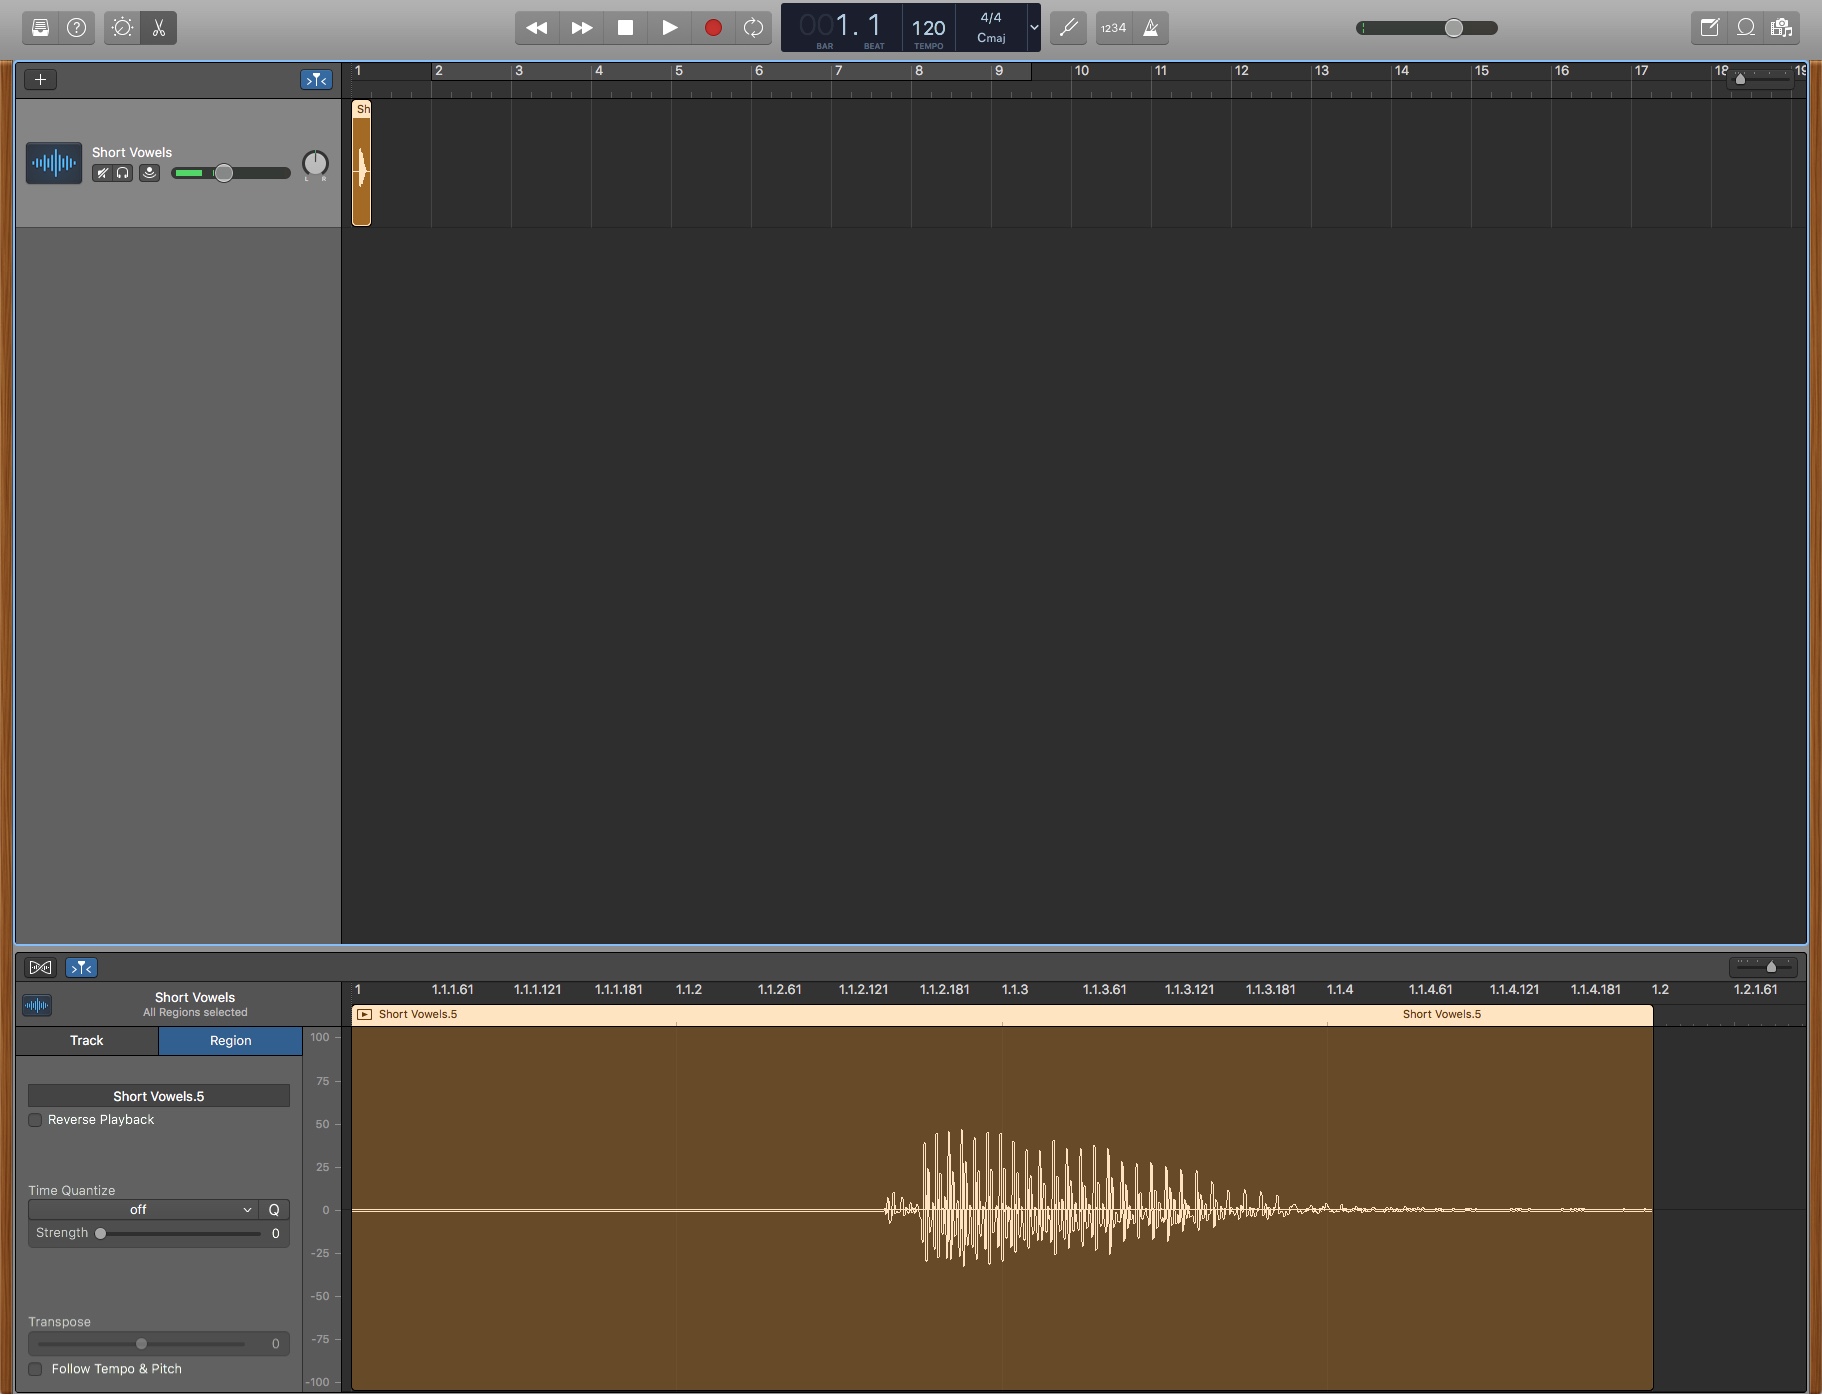 001.1 120 4/4
BAR BEAT TEMPO Cmaj
1234
1 2 3 4 5 6 7 8 9 10 11 12 13 14 15 16 17 18 19
Sh
Short Vowels
L R
1 1.1.1.61 1.1.1.121 1.1.1.181 1.1.2 1.1.2.61 1.1.2.121 1.1.2.181 1.1.3 1.1.3.61 1.1.3.121 1.1.3.181 1.1.4 1.1.4.61 1.1.4.121 1.1.4.181 1.2 1.2.1.61
Short Vowels
All Regions selected
Short Vowels.5 Short Vowels.5
Track Region
Short Vowels.5
Reverse Playback
Time Quantize
off Q
Strength 0
Transpose
0
Follow Tempo & Pitch
100
75
50
25
0
-25
-50
-75
-100